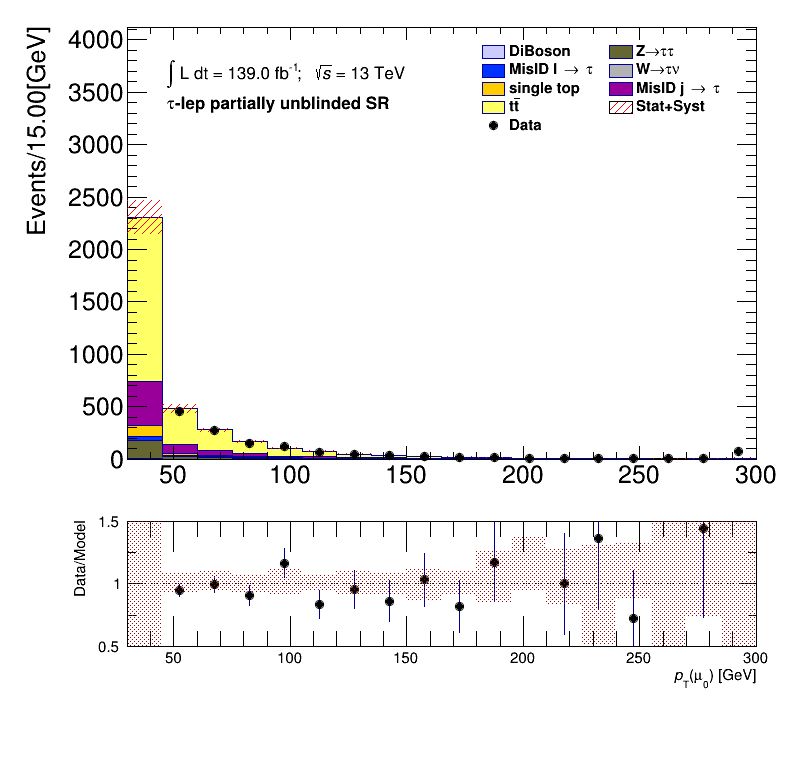 Events/15.00[GeV]
4000
3500
3000
2500
2000
1500
1000
500
0
∫ L dt = 139.0 fb⁻¹; √s = 13 TeV
τ-lep partially unblinded SR
DiBoson
MisID l → τ
single top
tt̄
Data
Z→ττ
W→τν
MisID j → τ
Stat+Syst
50 100 150 200 250 300
Data/Model
1.5
1
0.5
50 100 150 200 250 300
p_T(μ_0) [GeV]